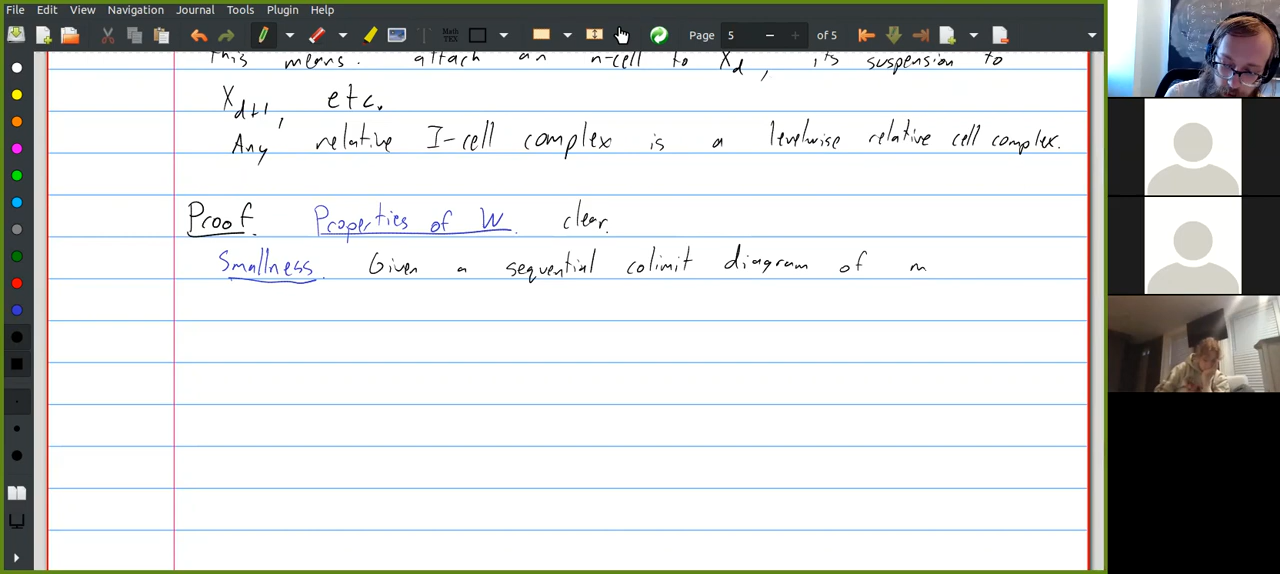 File Edit View Navigation Journal Tools Plugin Help
Math TEX Page 5 of 5
This means: attach an n-cell to X_d, its suspension to
X_{d+1}, etc.
Any relative I-cell complex is a levelwise relative cell complex.
Proof. Properties of W. clear.
Smallness. Given a sequential colimit diagram of m